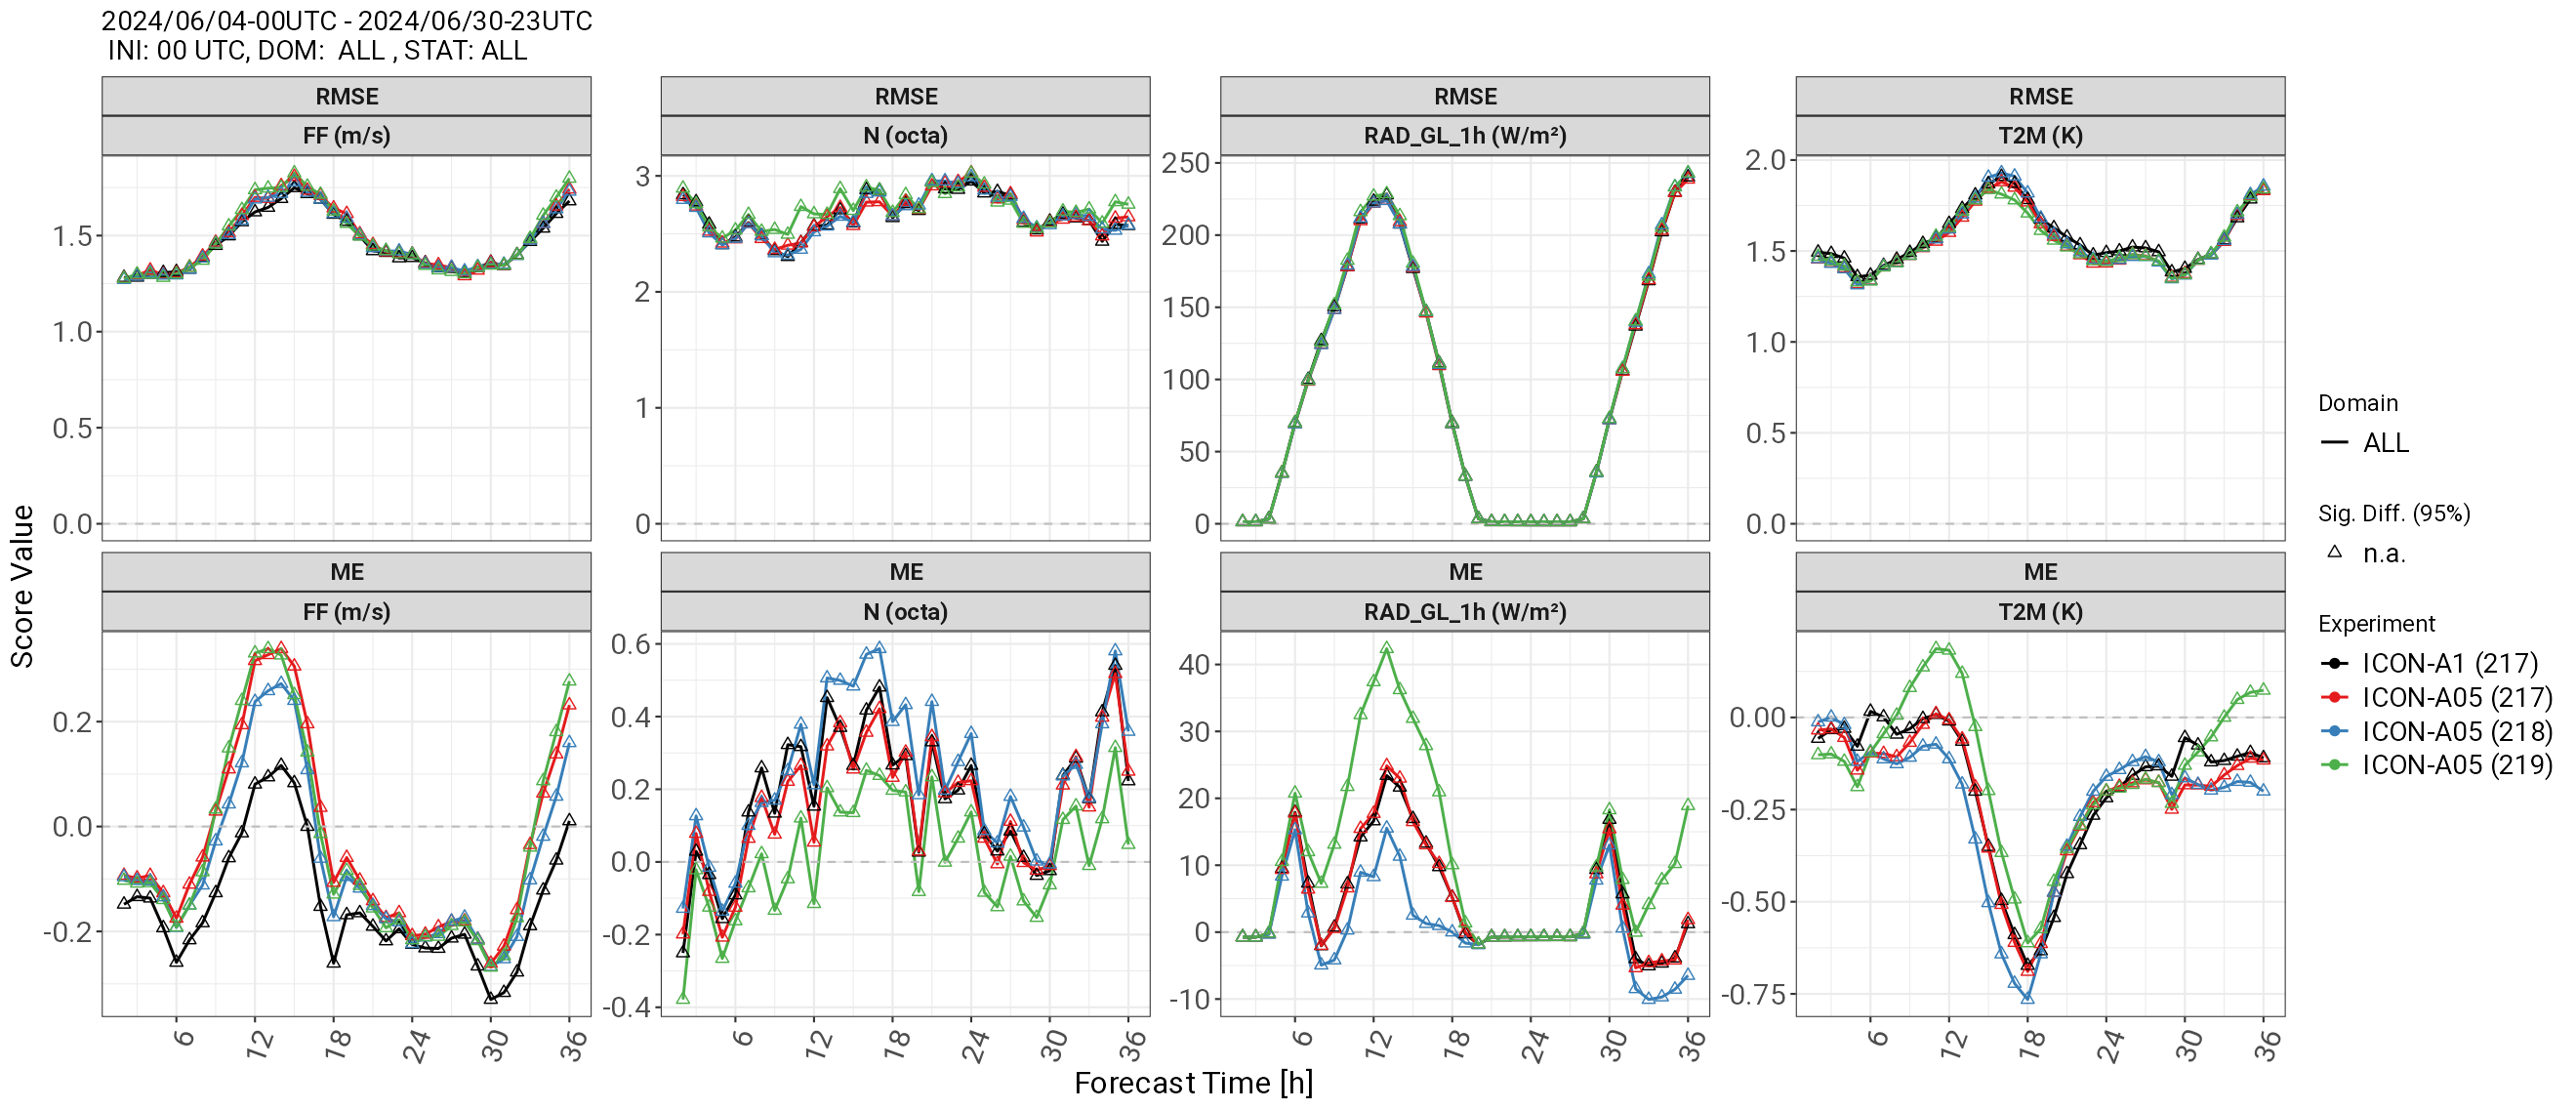 2024/06/04-00UTC - 2024/06/30-23UTC
INI: 00 UTC, DOM: ALL , STAT: ALL
RMSE
FF (m/s)
0.0
0.5
1.0
1.5
RMSE
N (octa)
0
1
2
3
RMSE
RAD_GL_1h (W/m²)
0
50
100
150
200
250
RMSE
T2M (K)
0.0
0.5
1.0
1.5
2.0
ME
FF (m/s)
-0.2
0.0
0.2
6
12
18
24
30
36
ME
N (octa)
-0.4
-0.2
0.0
0.2
0.4
0.6
6
12
18
24
30
36
ME
RAD_GL_1h (W/m²)
-10
0
10
20
30
40
6
12
18
24
30
36
ME
T2M (K)
-0.75
-0.50
-0.25
0.00
6
12
18
24
30
36
Score Value
Forecast Time [h]
Domain
ALL
Sig. Diff. (95%)
n.a.
Experiment
ICON-A1 (217)
ICON-A05 (217)
ICON-A05 (218)
ICON-A05 (219)